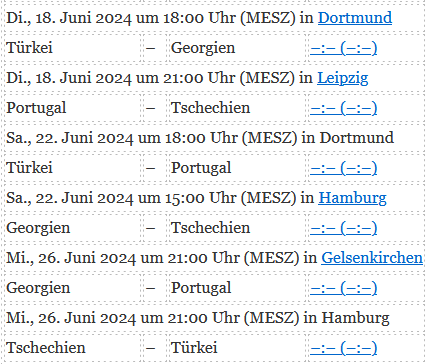 Di., 18. Juni 2024 um 18:00 Uhr (MESZ) in Dortmund
Türkei – Georgien –:– (–:–)
Di., 18. Juni 2024 um 21:00 Uhr (MESZ) in Leipzig
Portugal – Tschechien –:– (–:–)
Sa., 22. Juni 2024 um 18:00 Uhr (MESZ) in Dortmund
Türkei – Portugal –:– (–:–)
Sa., 22. Juni 2024 um 15:00 Uhr (MESZ) in Hamburg
Georgien – Tschechien –:– (–:–)
Mi., 26. Juni 2024 um 21:00 Uhr (MESZ) in Gelsenkirchen
Georgien – Portugal –:– (–:–)
Mi., 26. Juni 2024 um 21:00 Uhr (MESZ) in Hamburg
Tschechien – Türkei –:– (–:–)